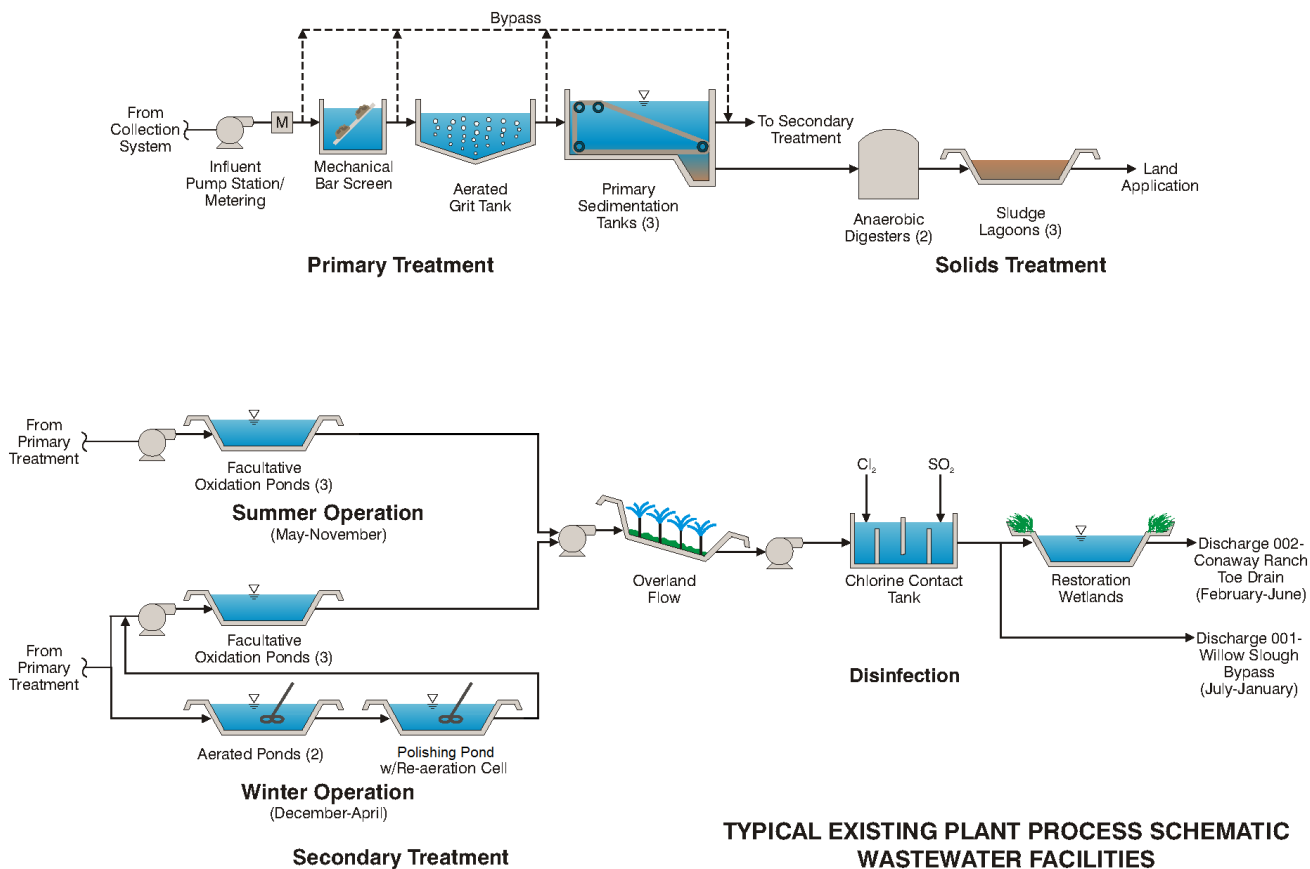 Bypass
From
Collection
System
M
Influent
Pump Station/
Metering
Mechanical
Bar Screen
Aerated
Grit Tank
Primary
Sedimentation
Tanks (3)
To Secondary
Treatment
Anaerobic
Digesters (2)
Sludge
Lagoons (3)
Land
Application
Primary Treatment
Solids Treatment
From
Primary
Treatment
Facultative
Oxidation Ponds (3)
Summer Operation
(May-November)
Facultative
Oxidation Ponds (3)
From
Primary
Treatment
Aerated Ponds (2)
Polishing Pond
w/Re-aeration Cell
Winter Operation
(December-April)
Secondary Treatment
Overland
Flow
Cl₂
SO₂
Chlorine Contact
Tank
Disinfection
Restoration
Wetlands
Discharge 002-
Conaway Ranch
Toe Drain
(February-June)
Discharge 001-
Willow Slough
Bypass
(July-January)
TYPICAL EXISTING PLANT PROCESS SCHEMATIC
WASTEWATER FACILITIES